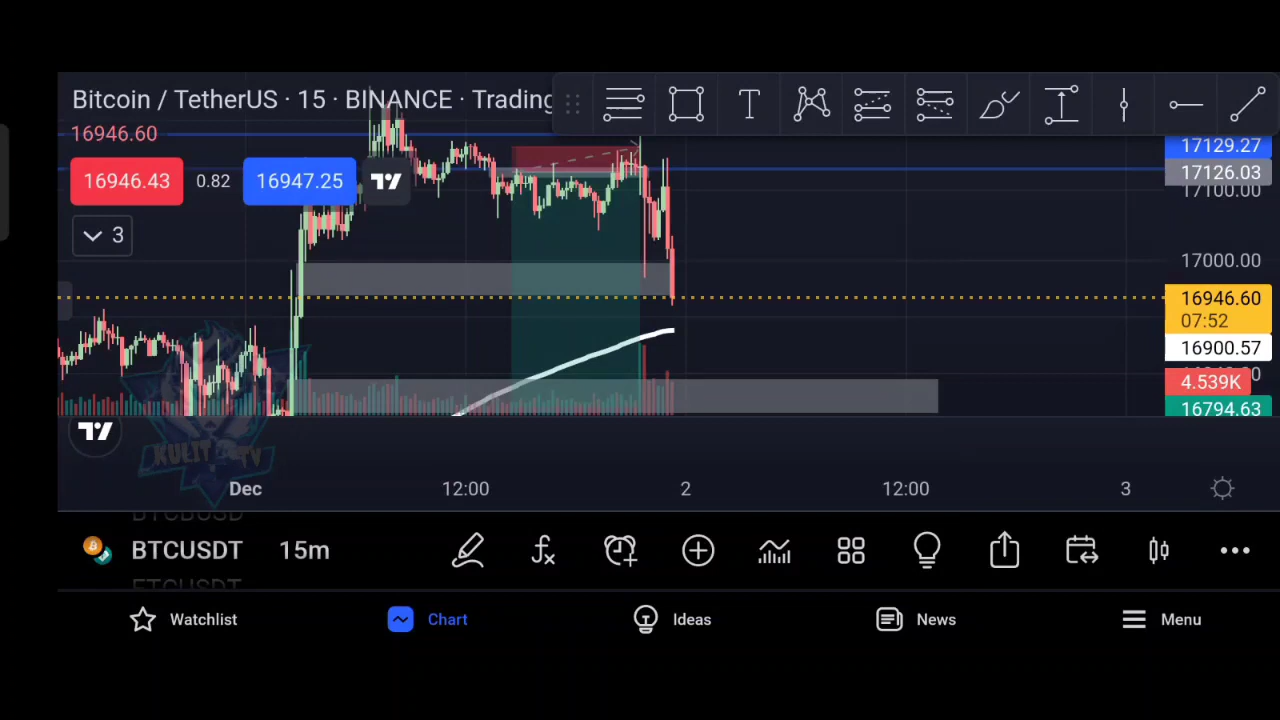 Bitcoin / TetherUS · 15 · BINANCE · Trading
16946.60
16946.43
0.82
16947.25
3
17129.27
17126.03
17100.00
17000.00
16946.60
07:52
16900.57
4.539K
16794.63
KULIT TV
Dec
12:00
2
12:00
3
BTCUSDT
15m
Watchlist
Chart
Ideas
News
Menu